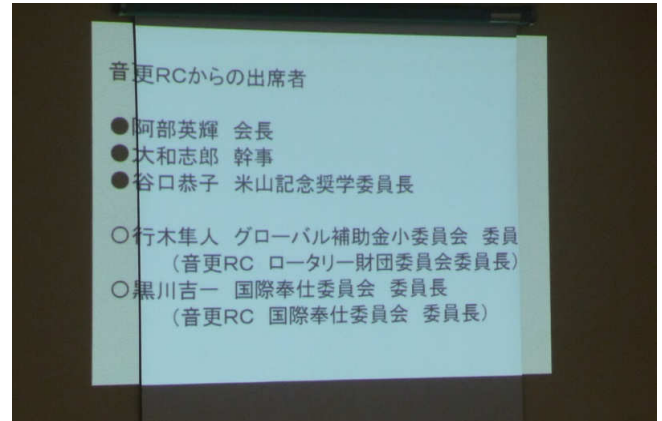 音更RCからの出席者
●阿部英輝 会長
●大和志郎 幹事
●谷口恭子 米山記念奨学委員長
○行木隼人 グローバル補助金小委員会 委員
(音更RC ロータリー財団委員会委員長)
○黒川吉一 国際奉仕委員会 委員長
(音更RC 国際奉仕委員会 委員長)